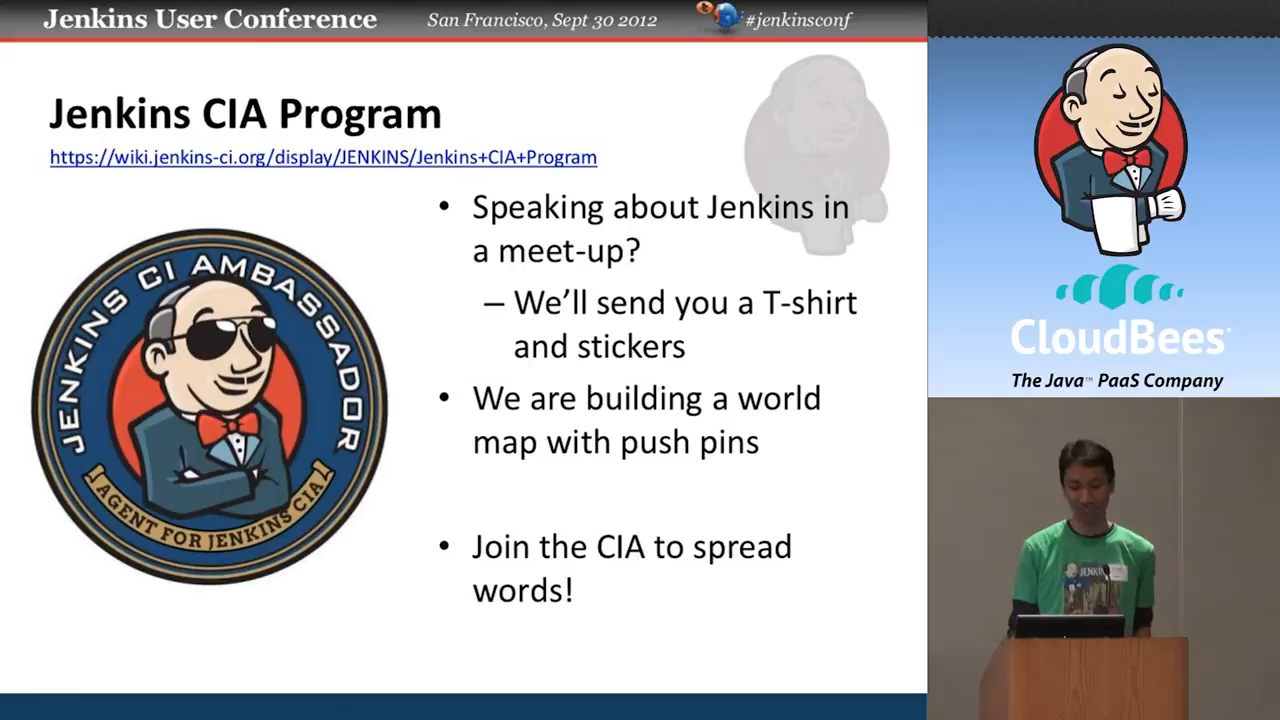 Jenkins User Conference
San Francisco, Sept 30 2012
#jenkinsconf
Jenkins CIA Program
https://wiki.jenkins-ci.org/display/JENKINS/Jenkins+CIA+Program
• Speaking about Jenkins in
a meet-up?
– We’ll send you a T-shirt
and stickers
• We are building a world
map with push pins
• Join the CIA to spread
words!
JENKINS CI AMBASSADOR
AGENT FOR JENKINS CIA
CloudBees
The Java™ PaaS Company
JENKINS